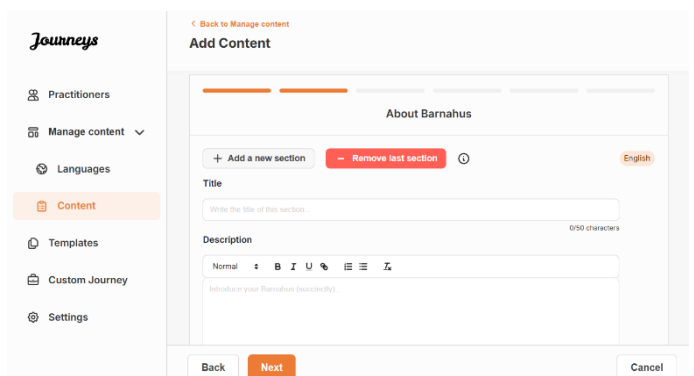 Journeys
Practitioners
Manage content
Languages
Content
Templates
Custom Journey
Settings
< Back to Manage content
Add Content
About Barnahus
+ Add a new section
− Remove last section
English
Title
Write the title of this section...
0/50 characters
Description
Normal B I U
Introduce your Barnahus (succinctly)
Back
Next
Cancel